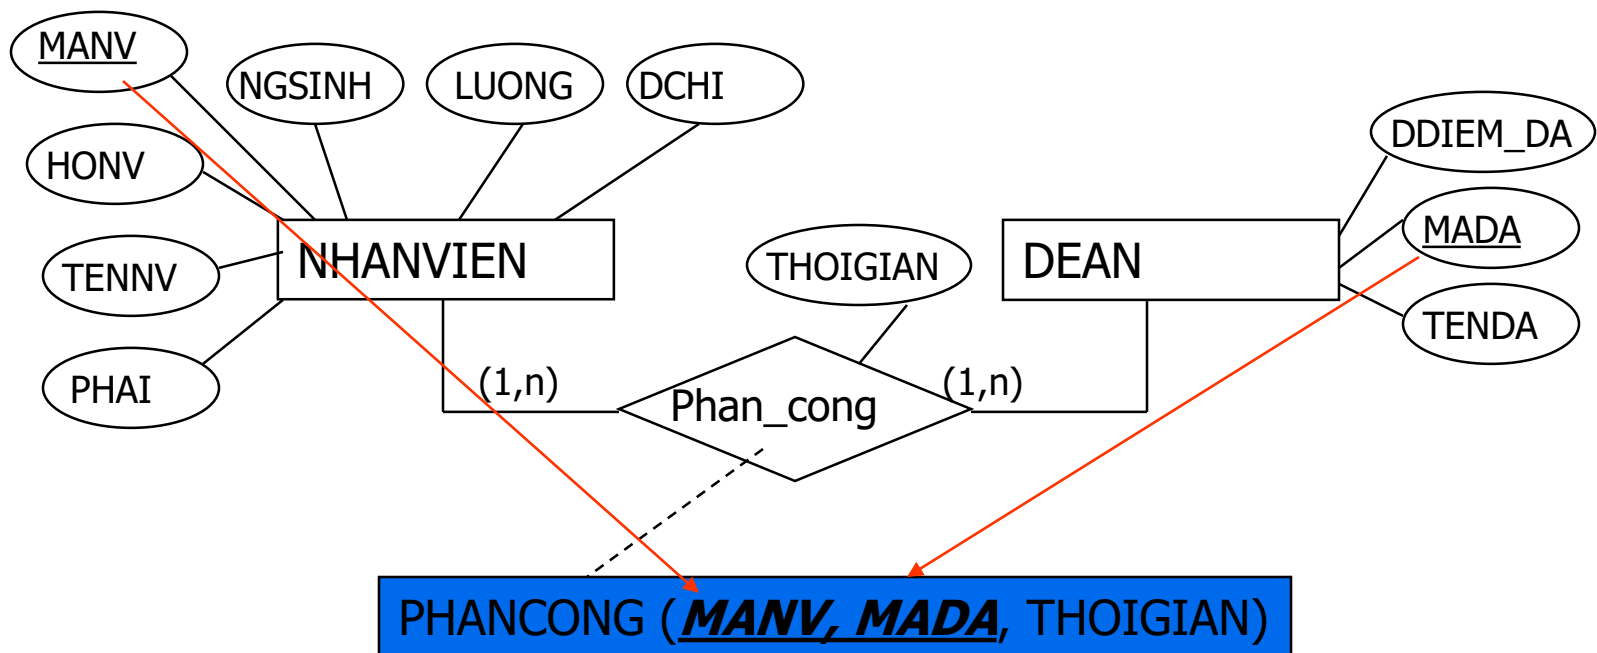 MANV
NGSINH
LUONG
DCHI
DDIEM_DA
HONV
MADA
NHANVIEN
THOIGIAN
DEAN
TENNV
TENDA
PHAI
(1,n)
(1,n)
Phan_cong
PHANCONG (MANV, MADA, THOIGIAN)